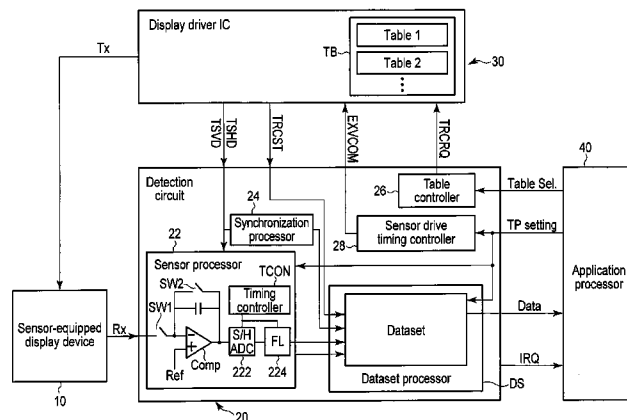 Display driver IC
Tx
TB
Table 1
Table 2
30
TSVD
TSHD
TRCST
EXVCOM
TRCRQ
40
Detection
circuit
26
Table
controller
Table Sel.
24
Synchronization
processor
28
Sensor drive
timing controller
TP setting
22
Sensor processor
TCON
SW2
SW1
Timing
controller
Application
processor
Sensor-equipped
display device
Rx
Comp
Ref
S/H
ADC
FL
222
224
Dataset
Data
Dataset processor
IRQ
DS
10
20